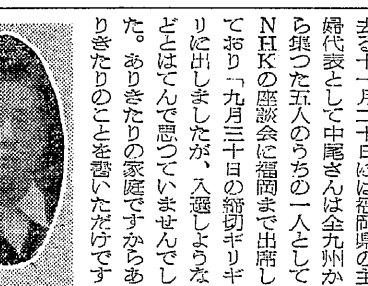 去る十一月二十日には福岡県の主
婦代表として中尾さんは全九州か
ら集つた五人のうちの一人として
NHKの座談会に福岡まで出席し
ており「九月三十日の締切ギリギ
リに出しましたが、入選しような
どとはてんで思つていませんでし
た。ありきたりの家庭ですからあ
りきたりのことを書いただけです